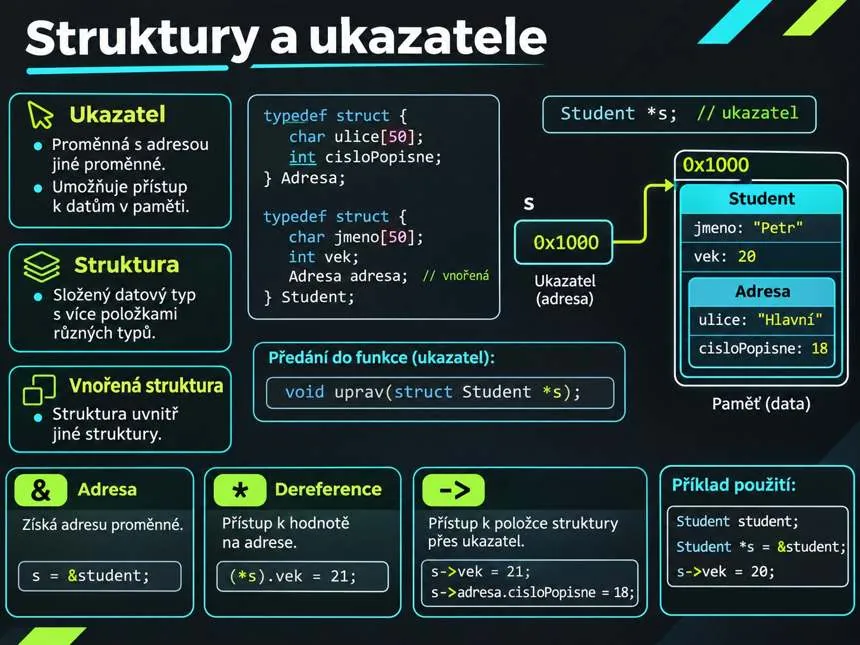 Struktury a ukazatele
Ukazatel
Proměnná s adresou
jiné proměnné.
Umožňuje přístup
k datům v paměti.
Struktura
Složený datový typ
s více položkami
různých typů.
Vnořená struktura
Struktura uvnitř
jiné struktury.
typedef struct {
char ulice[50];
int cisloPopisne;
} Adresa;
typedef struct {
char jmeno[50];
int vek;
Adresa adresa; // vnořená
} Student;
Předání do funkce (ukazatel):
void uprav(struct Student *s);
Student *s; // ukazatel
s
0x1000
Ukazatel
(adresa)
0x1000
Student
jmeno: "Petr"
vek: 20
Adresa
ulice: "Hlavní"
cisloPopisne: 18
Paměť (data)
& Adresa
Získá adresu proměnné.
s = &student;
* Dereference
Přístup k hodnotě
na adrese.
(*s).vek = 21;
->
Přístup k položce struktury
přes ukazatel.
s->vek = 21;
s->adresa.cisloPopisne = 18;
Příklad použití:
Student student;
Student *s = &student;
s->vek = 20;